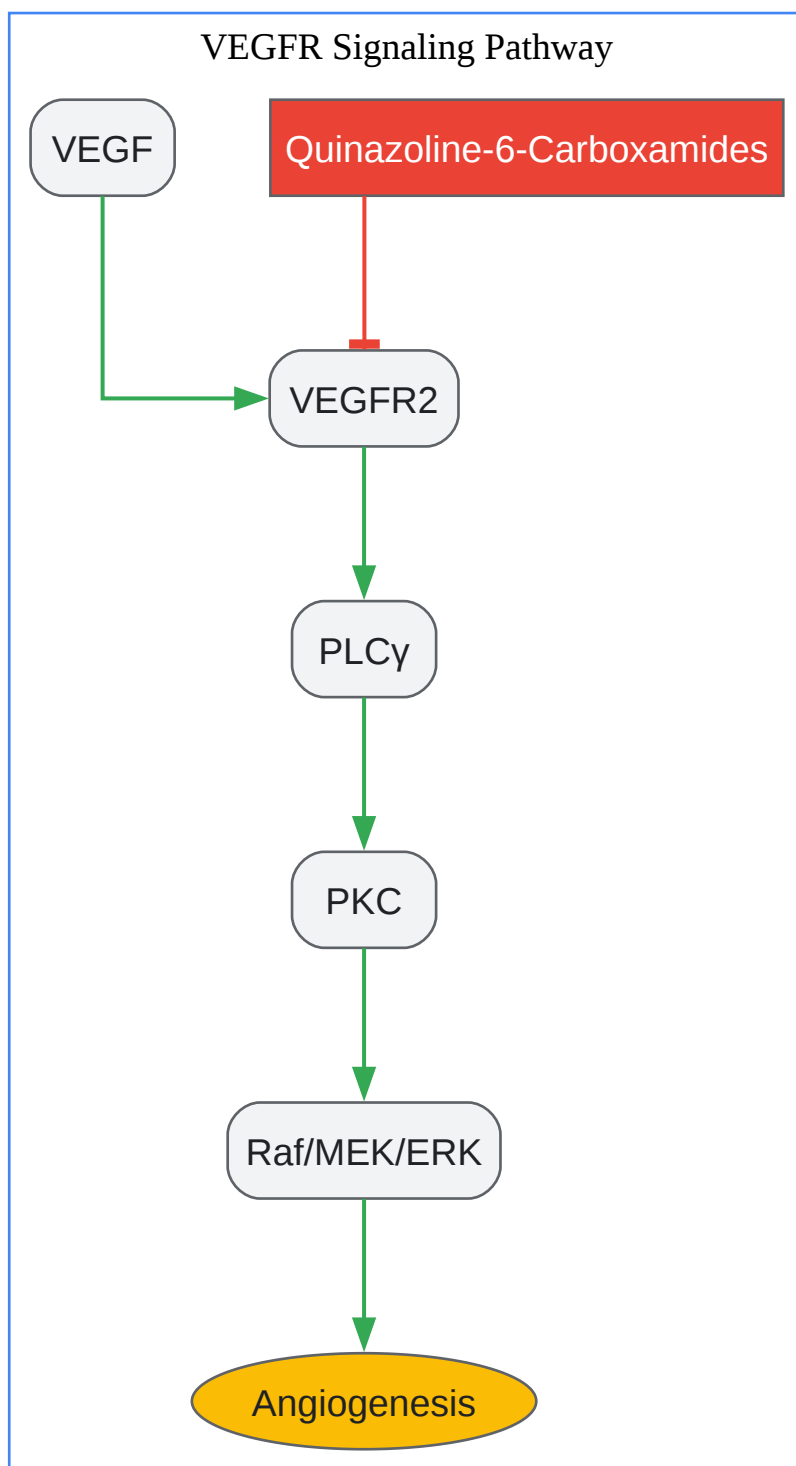 VEGFR Signaling Pathway
VEGF
Quinazoline-6-Carboxamides
VEGFR2
PLCγ
PKC
Raf/MEK/ERK
Angiogenesis